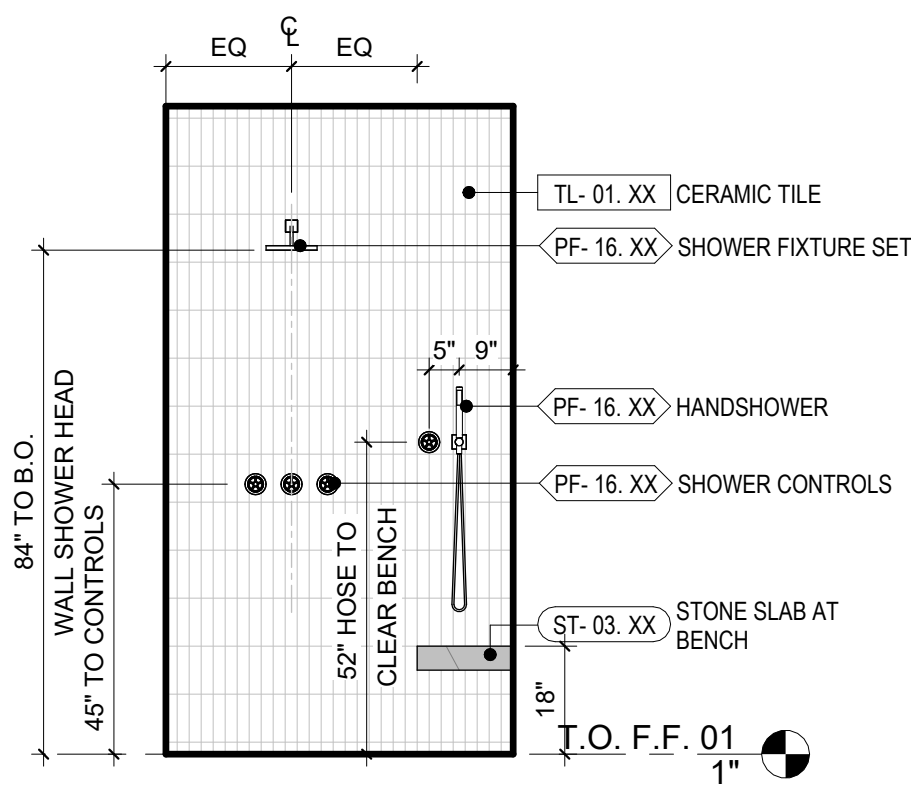 CL
EQ EQ
TL- 01. XX CERAMIC TILE
PF- 16. XX SHOWER FIXTURE SET
5" 9"
PF- 16. XX HANDSHOWER
PF- 16. XX SHOWER CONTROLS
84" TO B.O.
WALL SHOWER HEAD
45" TO CONTROLS
52" HOSE TO
CLEAR BENCH
ST- 03. XX STONE SLAB AT
BENCH
18"
T.O. F.F. 01
1"